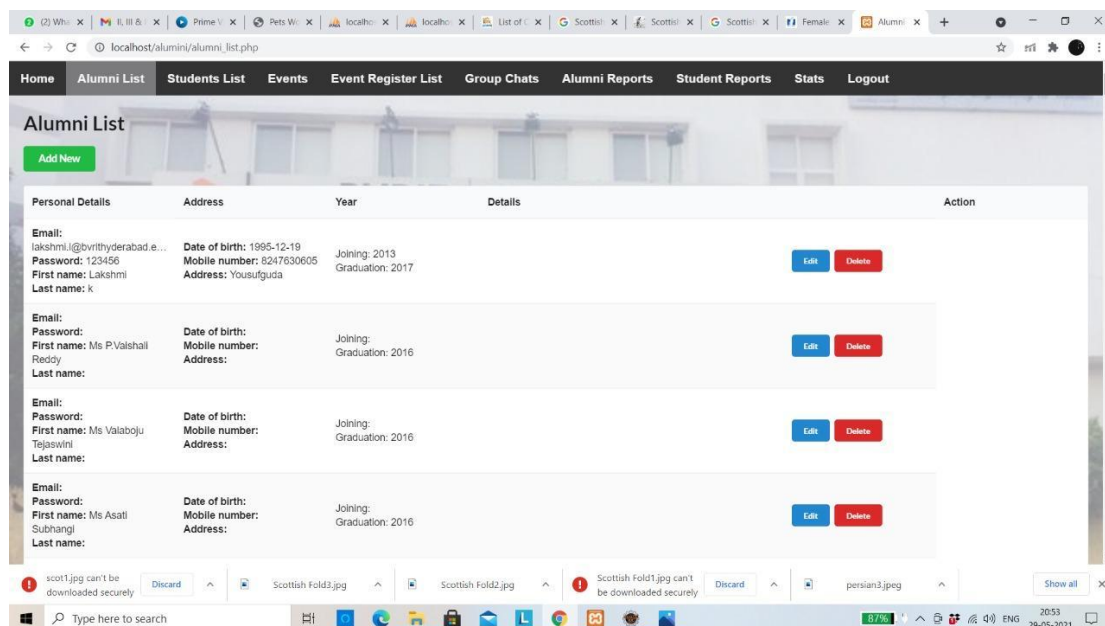 (2) Wha
M II, III &
Prime V
Pets Wo
localho
localho
List of C
Scottish
Scottish
Scottish
Female
Alumni
localhost/alumini/alumni_list.php
Home Alumni List Students List Events Event Register List Group Chats Alumni Reports Student Reports Stats Logout
Alumni List
Add New
Personal Details Address Year Details Action
Email:
lakshmi.l@bvrithyderabad.e...
Password: 123456
First name: Lakshmi
Last name: k
Date of birth: 1995-12-19
Mobile number: 8247630605
Address: Yousufguda
Joining: 2013
Graduation: 2017
Edit Delete
Email:
Password:
First name: Ms P.Vaishali
Reddy
Last name:
Date of birth:
Mobile number:
Address:
Joining:
Graduation: 2016
Edit Delete
Email:
Password:
First name: Ms Valaboju
Tejaswini
Last name:
Date of birth:
Mobile number:
Address:
Joining:
Graduation: 2016
Edit Delete
Email:
Password:
First name: Ms Asati
Subhangi
Last name:
Date of birth:
Mobile number:
Address:
Joining:
Graduation: 2016
Edit Delete
scot1.jpg can't be
downloaded securely
Discard
Scottish Fold3.jpg
Scottish Fold2.jpg
Scottish Fold1.jpg can't
be downloaded securely
Discard
persian3.jpeg
Show all
Type here to search
87%
ENG
20:53
29-05-2021